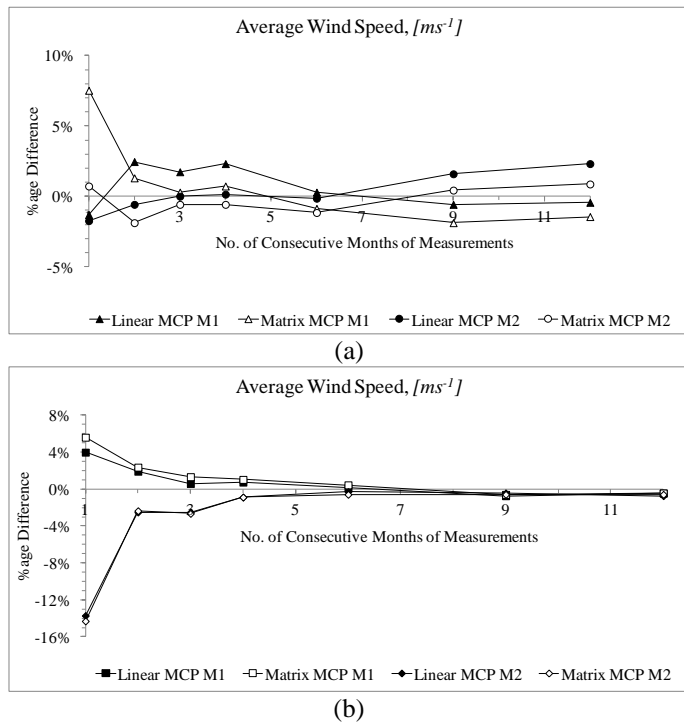 Average Wind Speed, [ms-1]
10%
5%
0%
-5%
%age Difference
3 5 7 9 11
No. of Consecutive Months of Measurements
Linear MCP M1 Matrix MCP M1 Linear MCP M2 Matrix MCP M2
(a)
Average Wind Speed, [ms-1]
8%
4%
0%
-4%
-8%
-12%
-16%
%age Difference
1 3 5 7 9 11
No. of Consecutive Months of Measurements
Linear MCP M1 Matrix MCP M1 Linear MCP M2 Matrix MCP M2
(b)